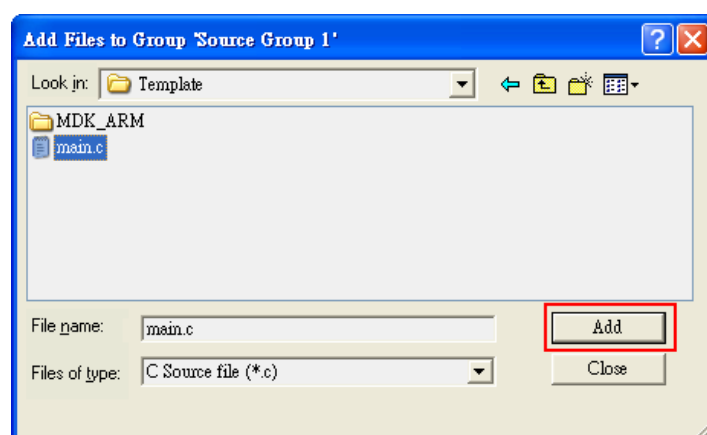 Add Files to Group 'Source Group 1'
Look in: Template
MDK_ARM
main.c
File name: main.c
Add
Files of type: C Source file (*.c)
Close